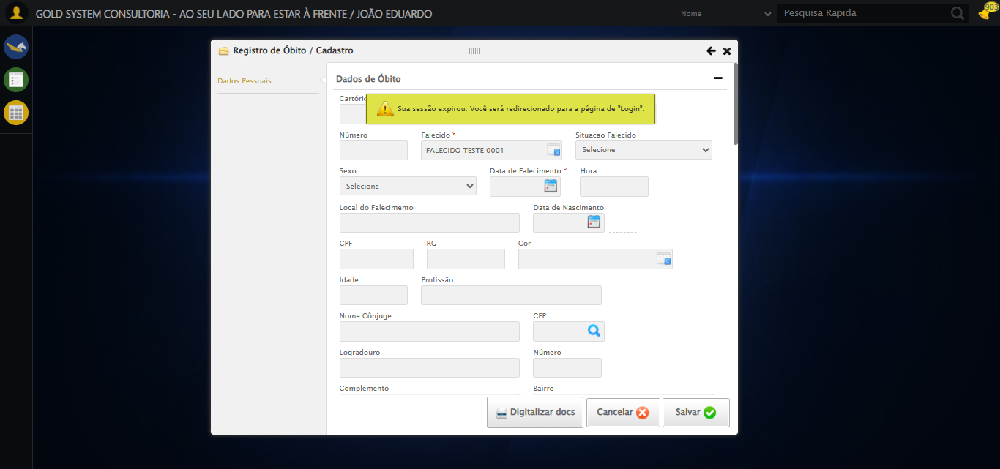 GOLD SYSTEM CONSULTORIA - AO SEU LADO PARA ESTAR À FRENTE / JOÃO EDUARDO
Nome
Pesquisa Rapida
903
Registro de Óbito / Cadastro
Dados Pessoais
Dados de Óbito
Cartório
Sua sessão expirou. Você será redirecionado para a página de "Login".
Número
Falecido *
Situacao Falecido
FALECIDO TESTE 0001
Selecione
Sexo
Data de Falecimento *
Hora
Selecione
Local do Falecimento
Data de Nascimento
CPF
RG
Cor
Idade
Profissão
Nome Cônjuge
CEP
Logradouro
Número
Complemento
Bairro
Digitalizar docs
Cancelar
Salvar